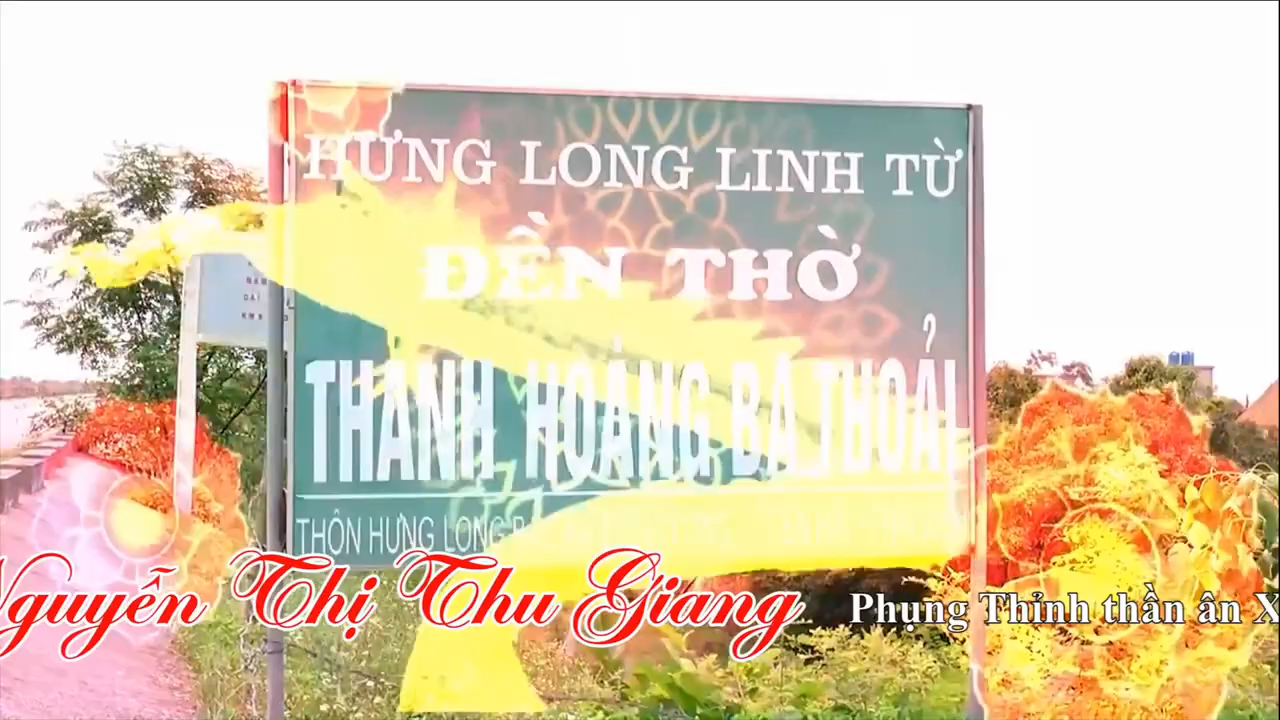 HƯNG LONG LINH TỪ
ĐỀN THỜ
THANH HOÀNG BÀ THOẢI
THÔN HƯNG LONG
Nguyễn Thị Thu Giang
Phụng Thỉnh thần ân